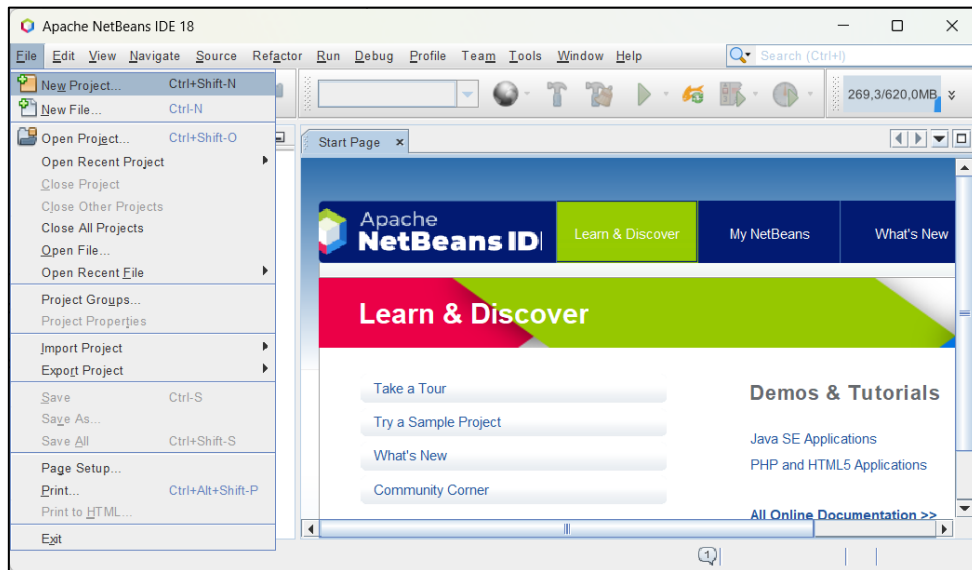 Apache NetBeans IDE 18
File Edit View Navigate Source Refactor Run Debug Profile Team Tools Window Help
Search (Ctrl+I)
New Project... Ctrl+Shift-N
New File... Ctrl-N
Open Project... Ctrl+Shift-O
Open Recent Project
Close Project
Close Other Projects
Close All Projects
Open File...
Open Recent File
Project Groups...
Project Properties
Import Project
Export Project
Save Ctrl-S
Save As...
Save All Ctrl+Shift-S
Page Setup...
Print... Ctrl+Alt+Shift-P
Print to HTML...
Exit
269,3/620,0MB
Start Page
Apache
NetBeans ID
Learn & Discover
My NetBeans
What's New
Learn & Discover
Take a Tour
Try a Sample Project
What's New
Community Corner
Demos & Tutorials
Java SE Applications
PHP and HTML5 Applications
All Online Documentation >>
1